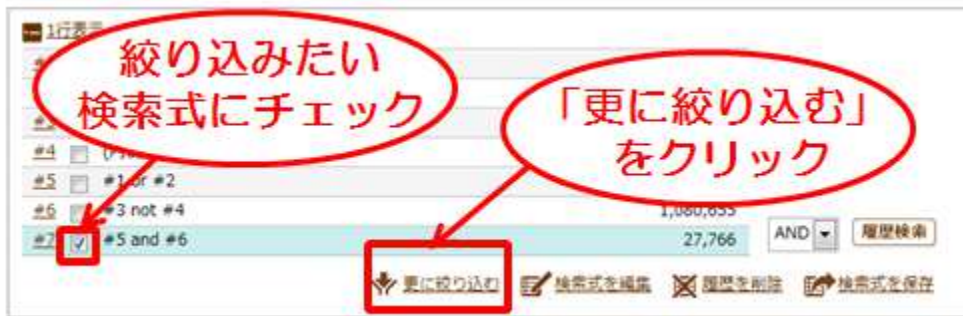 1行表示
絞り込みたい
検索式にチェック
「更に絞り込む」
をクリック
#4
#5 #1 or #2
#6 #3 not #4 1,080,655
#7 #5 and #6 27,766 AND 履歴検索
更に絞り込む 検索式を編集 履歴を削除 検索式を保存